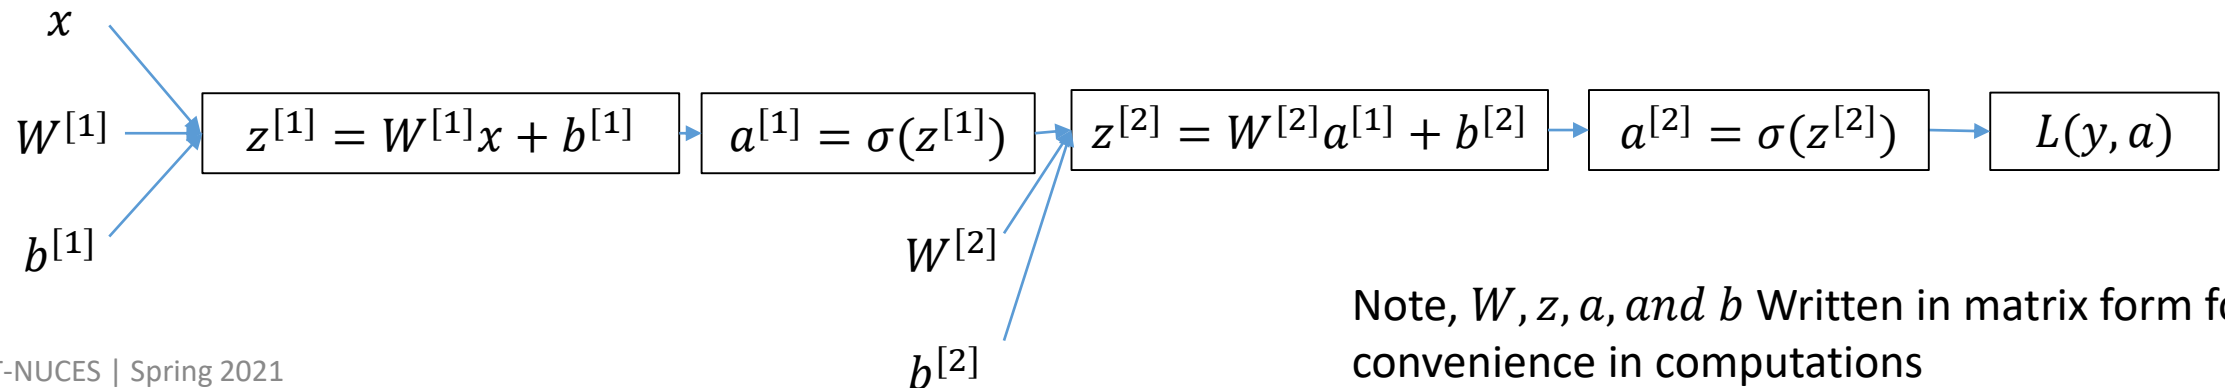 x
W^{[1]}
b^{[1]}
z^{[1]} = W^{[1]}x + b^{[1]}
a^{[1]} = σ(z^{[1]})
z^{[2]} = W^{[2]}a^{[1]} + b^{[2]}
a^{[2]} = σ(z^{[2]})
L(y, a)
W^{[2]}
b^{[2]}
Note, W, z, a, and b Written in matrix form
convenience in computations
-NUCES | Spring 2021